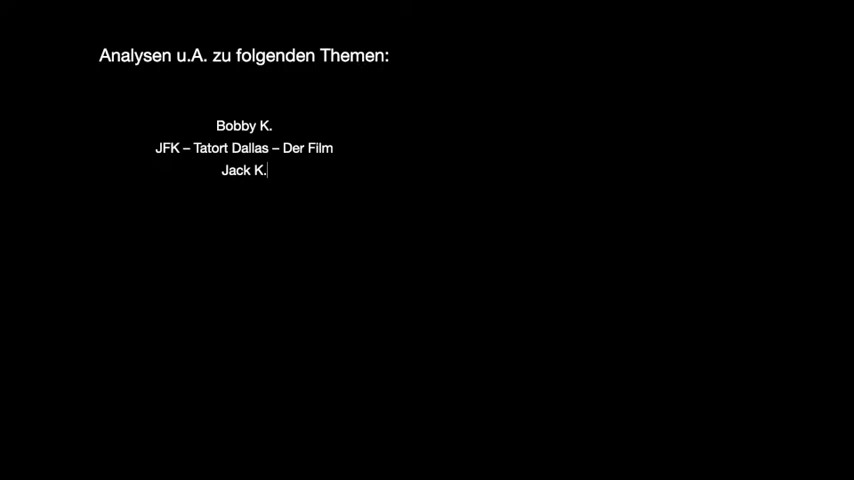 Analysen u.A. zu folgenden Themen:
Bobby K.
JFK – Tatort Dallas – Der Film
Jack K.